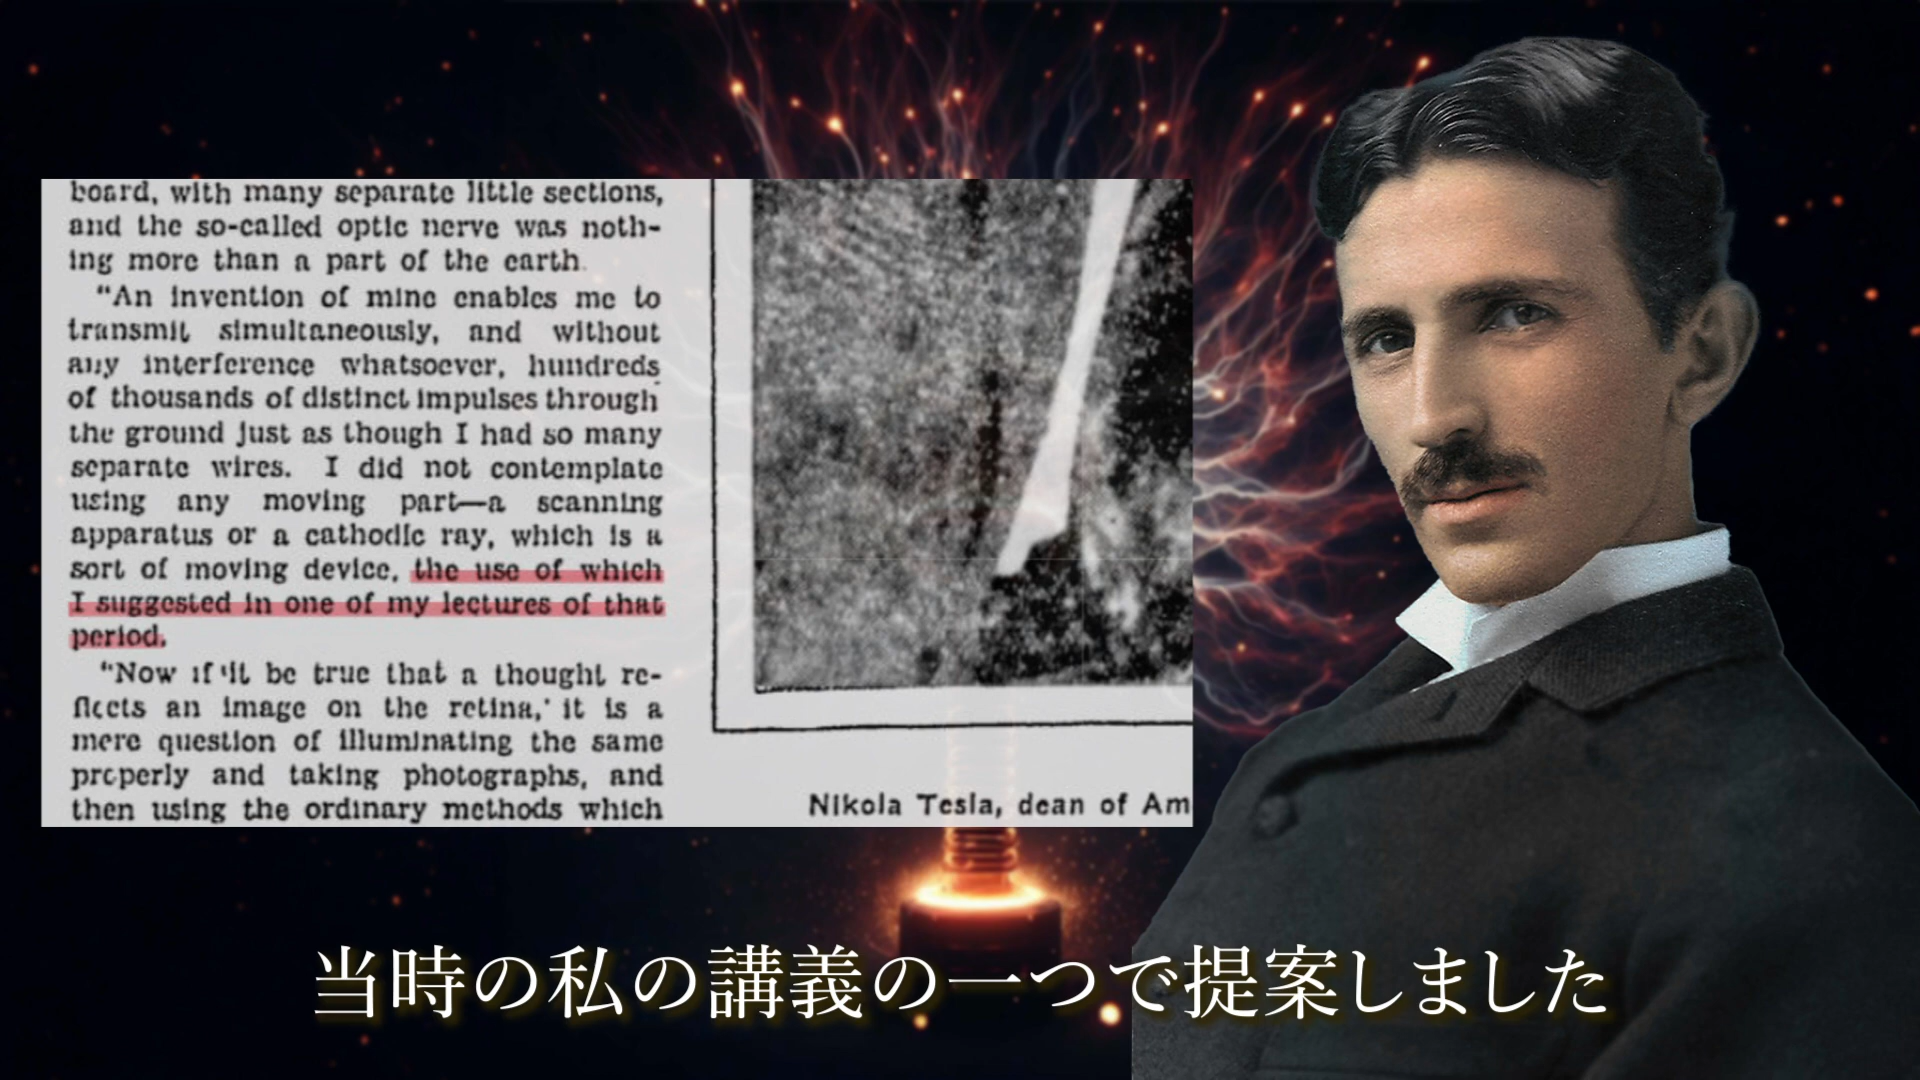 board, with many separate little sections,
and the so-called optic nerve was noth-
ing more than a part of the earth.
"An invention of mine enables me to
transmit simultaneously, and without
any interference whatsoever, hundreds
of thousands of distinct impulses through
the ground just as though I had so many
separate wires. I did not contemplate
using any moving part—a scanning
apparatus or a cathodic ray, which is a
sort of moving device, the use of which
I suggested in one of my lectures of that
period.
"Now if it be true that a thought re-
flects an image on the retina, it is a
mere question of illuminating the same
properly and taking photographs, and
then using the ordinary methods which
Nikola Tesla, dean of Am
当時の私の講義の一つで提案しました